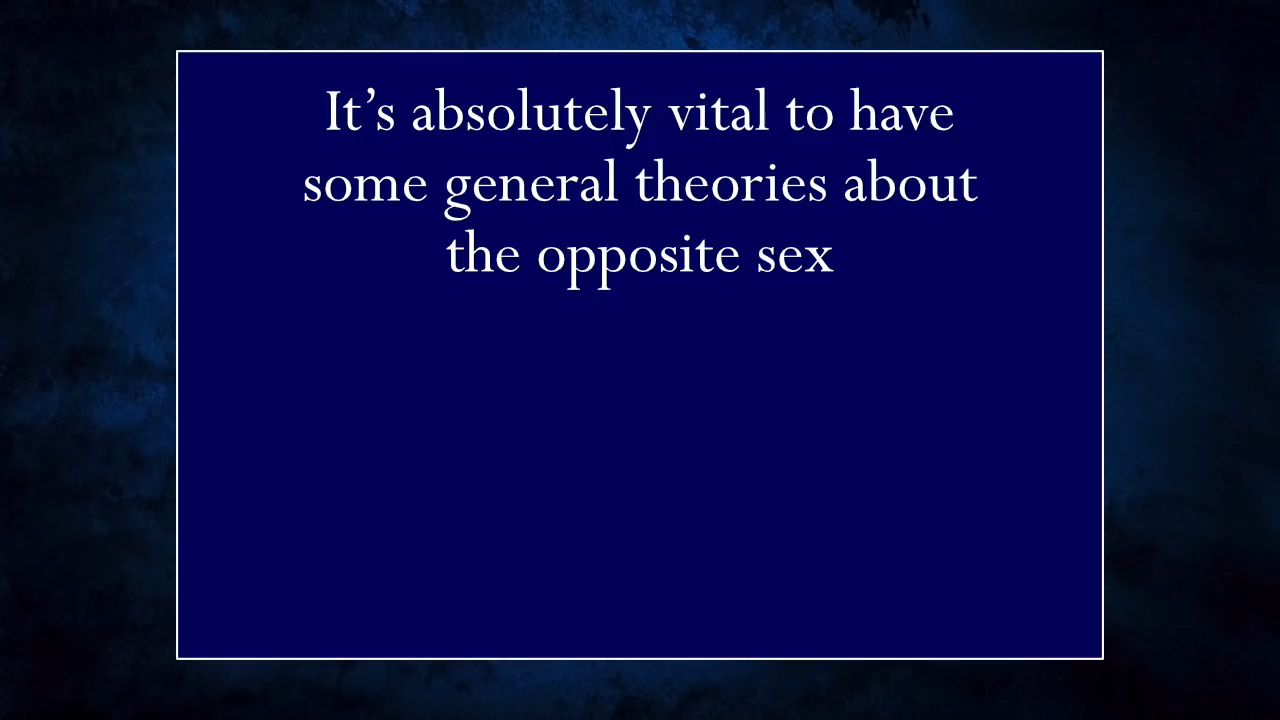 It’s absolutely vital to have
some general theories about
the opposite sex